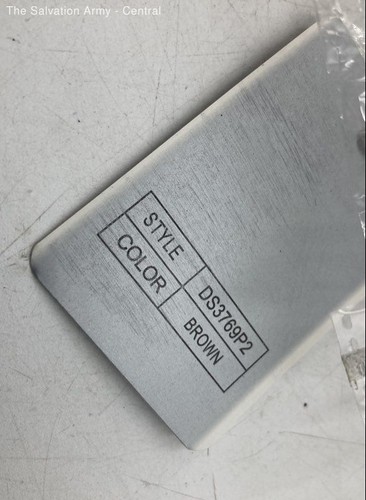 The Salvation Army - Central
STYLE DS3769P2
COLOR BROWN